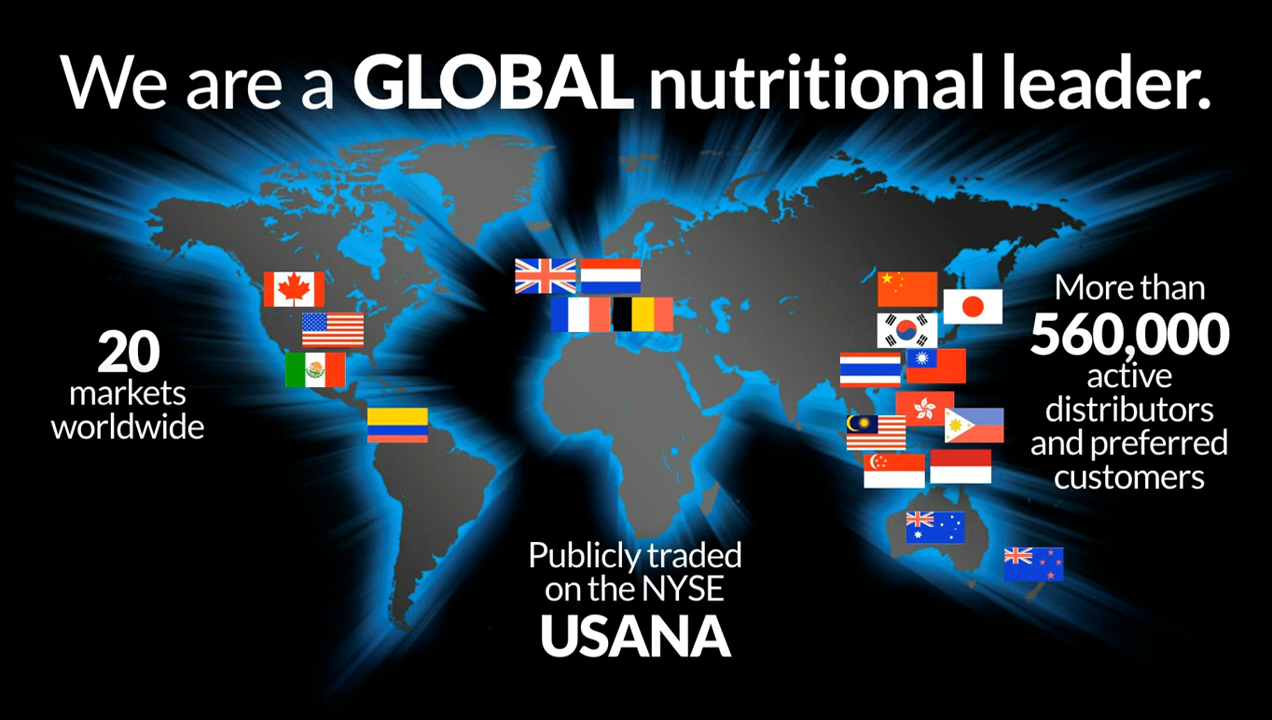 We are a GLOBAL nutritional leader.
20
markets
worldwide
More than
560,000
active
distributors
and preferred
customers
Publicly traded
on the NYSE
USANA